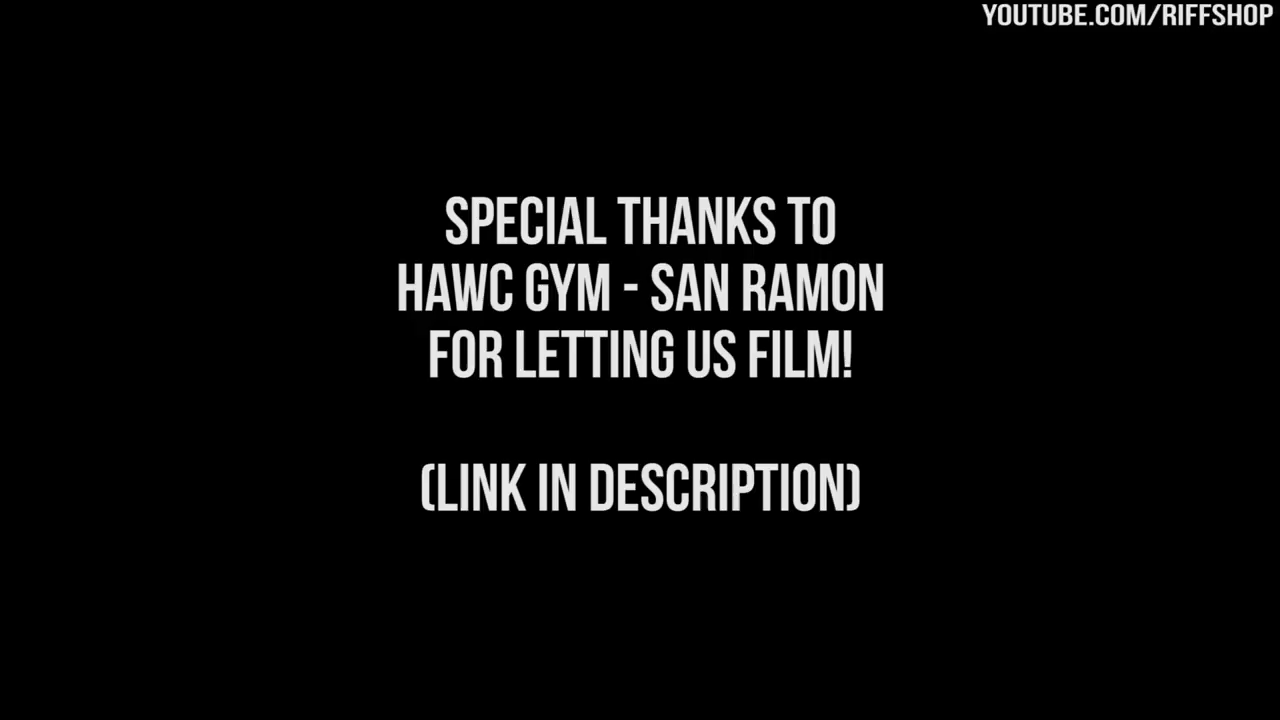 YOUTUBE.COM/RIFFSHOP
SPECIAL THANKS TO
HAWC GYM - SAN RAMON
FOR LETTING US FILM!
(LINK IN DESCRIPTION)